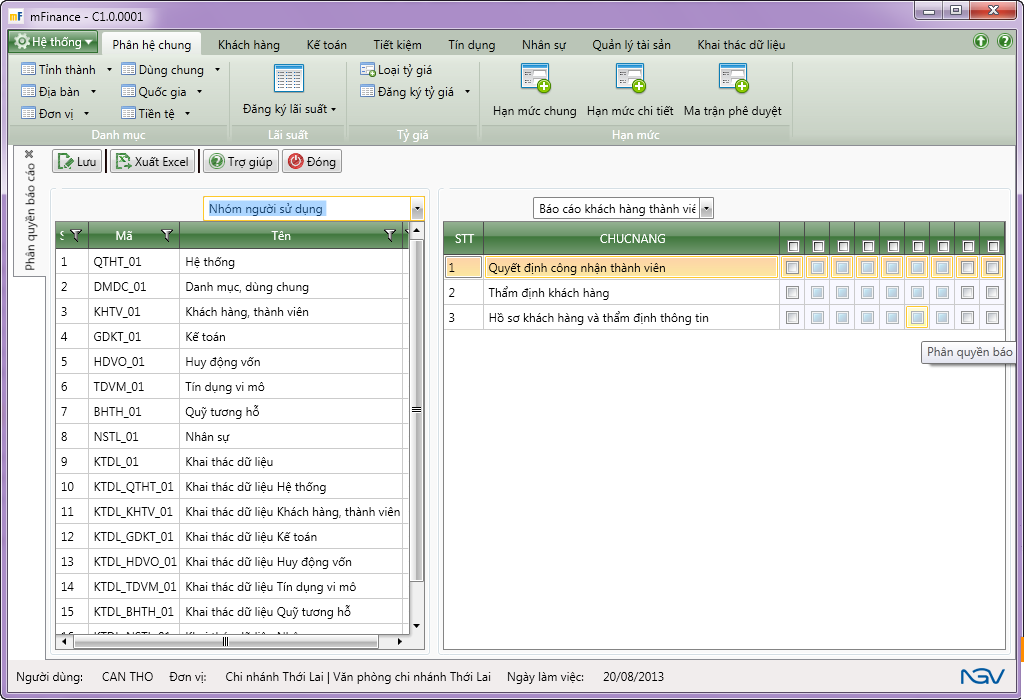 mF mFinance - C1.0.0001
Hệ thống
Phân hệ chung
Khách hàng
Kế toán
Tiết kiệm
Tín dụng
Nhân sự
Quản lý tài sản
Khai thác dữ liệu
Tỉnh thành
Dùng chung
Địa bàn
Quốc gia
Đơn vị
Tiền tệ
Danh mục
Đăng ký lãi suất
Lãi suất
Loại tỷ giá
Đăng ký tỷ giá
Tỷ giá
Hạn mức chung
Hạn mức chi tiết
Ma trận phê duyệt
Hạn mức
Phân quyền báo cáo
Lưu
Xuất Excel
Trợ giúp
Đóng
Nhóm người sử dụng
S Mã Tên
1 QTHT_01 Hệ thống
2 DMDC_01 Danh mục, dùng chung
3 KHTV_01 Khách hàng, thành viên
4 GDKT_01 Kế toán
5 HDVO_01 Huy động vốn
6 TDVM_01 Tín dụng vi mô
7 BHTH_01 Quỹ tương hỗ
8 NSTL_01 Nhân sự
9 KTDL_01 Khai thác dữ liệu
10 KTDL_QTHT_01 Khai thác dữ liệu Hệ thống
11 KTDL_KHTV_01 Khai thác dữ liệu Khách hàng, thành viên
12 KTDL_GDKT_01 Khai thác dữ liệu Kế toán
13 KTDL_HDVO_01 Khai thác dữ liệu Huy động vốn
14 KTDL_TDVM_01 Khai thác dữ liệu Tín dụng vi mô
15 KTDL_BHTH_01 Khai thác dữ liệu Quỹ tương hỗ
Báo cáo khách hàng thành viê
STT CHUCNANG
1 Quyết định công nhận thành viên
2 Thẩm định khách hàng
3 Hồ sơ khách hàng và thẩm định thông tin
Phân quyền báo
Người dùng: CAN THO Đơn vị: Chi nhánh Thới Lai | Văn phòng chi nhánh Thới Lai Ngày làm việc: 20/08/2013
NGV